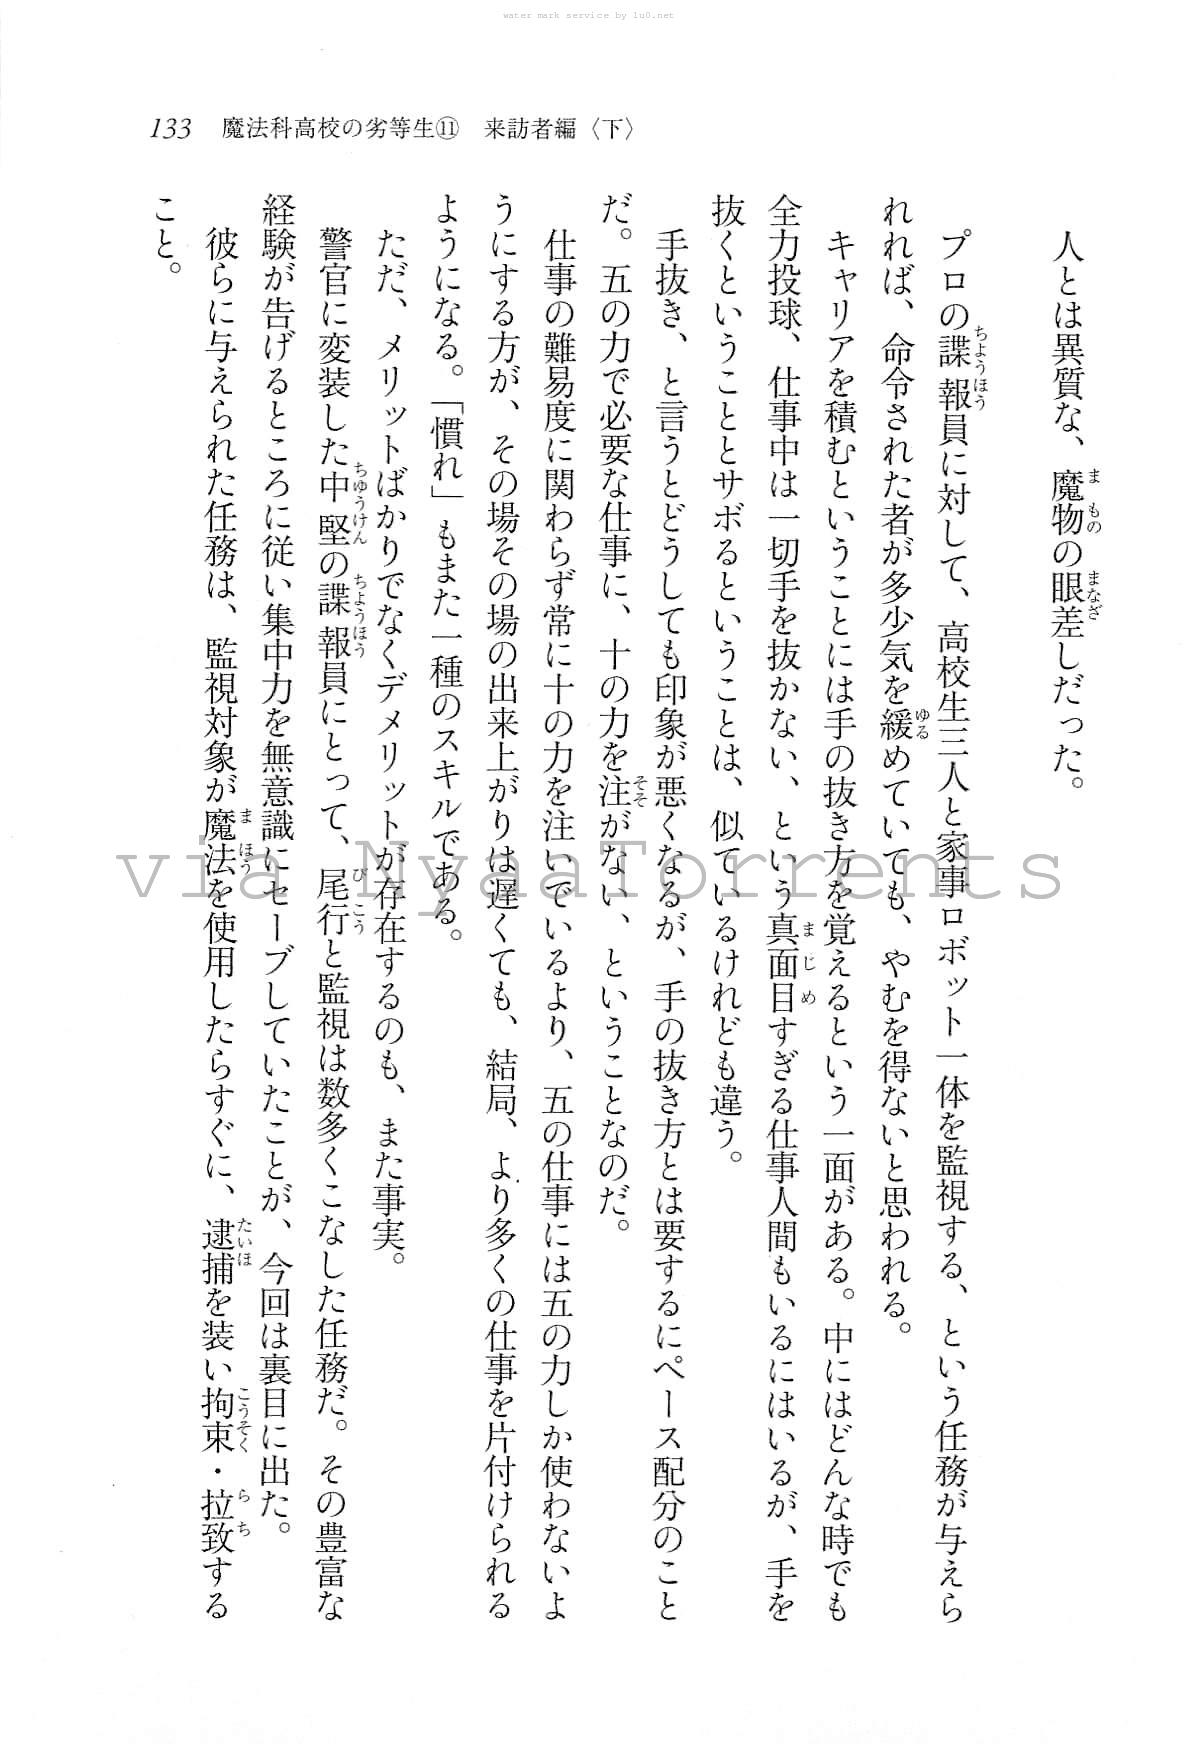 water mark service by lu0.net
133 魔法科高校の劣等生⑪ 来訪者編〈下〉
人とは異質な、魔物の眼差しだった。
プロの諜報員に対して、高校生三人と家事ロボット一体を監視する、という任務が与えら
れれば、命令された者が多少気を緩めていても、やむを得ないと思われる。
キャリアを積むということには手の抜き方を覚えるという一面がある。中にはどんな時でも
全力投球、仕事中は一切手を抜かない、という真面目すぎる仕事人間もいるにはいるが、手を
抜くということとサボるということは、似ているけれども違う。
手抜き、と言うとどうしても印象が悪くなるが、手の抜き方とは要するにペース配分のこと
だ。五の力で必要な仕事に、十の力を注がない、ということなのだ。
仕事の難易度に関わらず常に十の力を注いでいるより、五の仕事には五の力しか使わないよ
うにする方が、その場その場の出来上がりは遅くても、結局、より多くの仕事を片付けられる
ようになる。「慣れ」もまた一種のスキルである。
ただ、メリットばかりでなくデメリットが存在するのも、また事実。
警官に変装した中堅の諜報員にとって、尾行と監視は数多くこなした任務だ。その豊富な
経験が告げるところに従い集中力を無意識にセーブしていたことが、今回は裏目に出た。
彼らに与えられた任務は、監視対象が魔法を使用したらすぐに、逮捕を装い拘束・拉致する
こと。
via NyaaTorrents